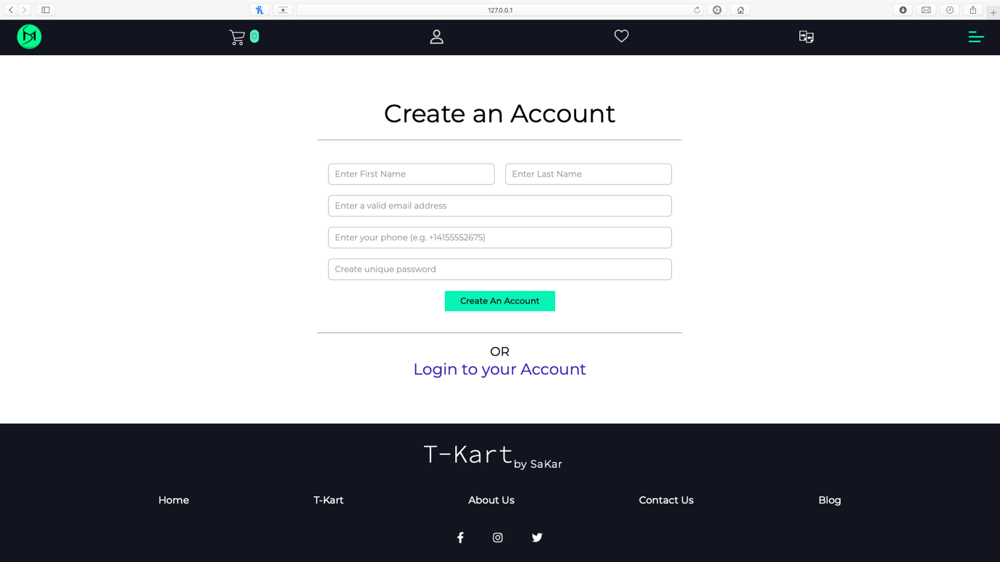 127.0.0.1
0
Create an Account
Enter First Name
Enter Last Name
Enter a valid email address
Enter your phone (e.g. +14155552675)
Create unique password
Create An Account
OR
Login to your Account
T-Kart by SaKar
Home
T-Kart
About Us
Contact Us
Blog